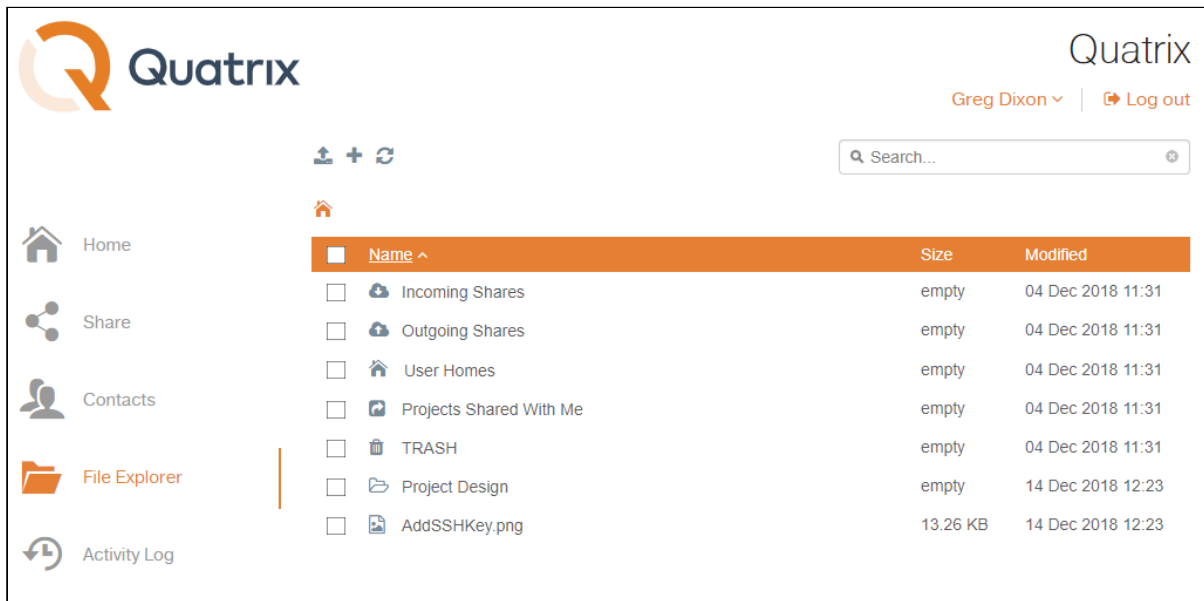 Quatrix
Quatrix
Greg Dixon
Log out
Search...
Home
Share
Contacts
File Explorer
Activity Log
Name Size Modified
Incoming Shares empty 04 Dec 2018 11:31
Outgoing Shares empty 04 Dec 2018 11:31
User Homes empty 04 Dec 2018 11:31
Projects Shared With Me empty 04 Dec 2018 11:31
TRASH empty 04 Dec 2018 11:31
Project Design empty 14 Dec 2018 12:23
AddSSHKey.png 13.26 KB 14 Dec 2018 12:23